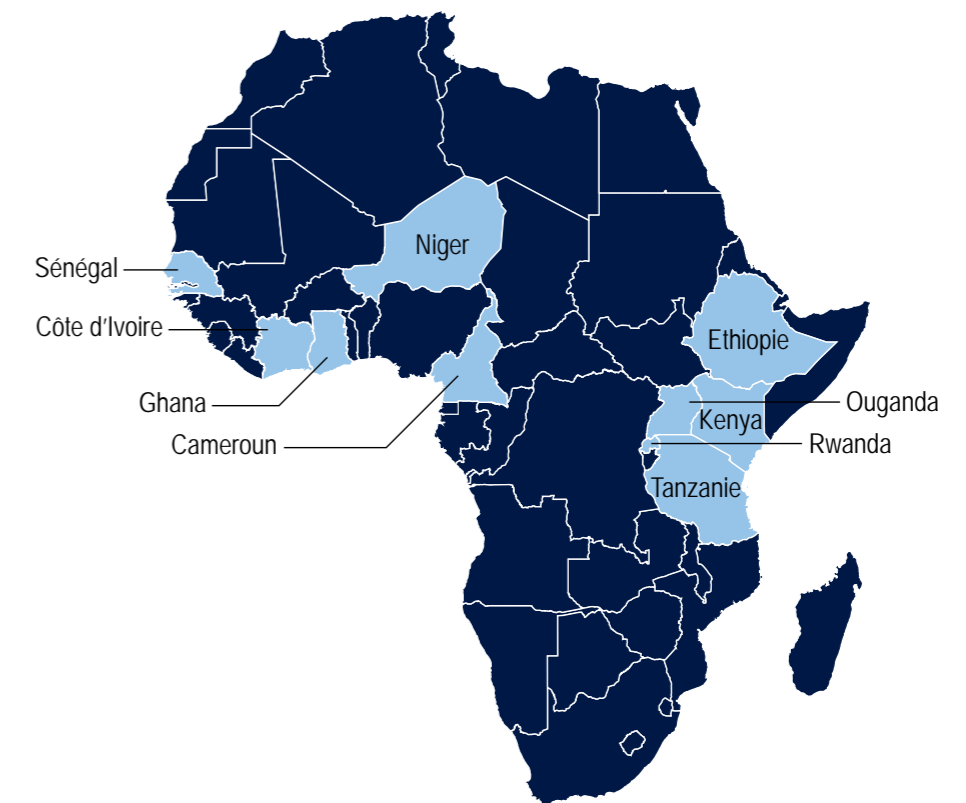 Niger
Sénégal
Côte d'Ivoire
Ethiopie
Ghana
Ouganda
Kenya
Cameroun
Rwanda
Tanzanie